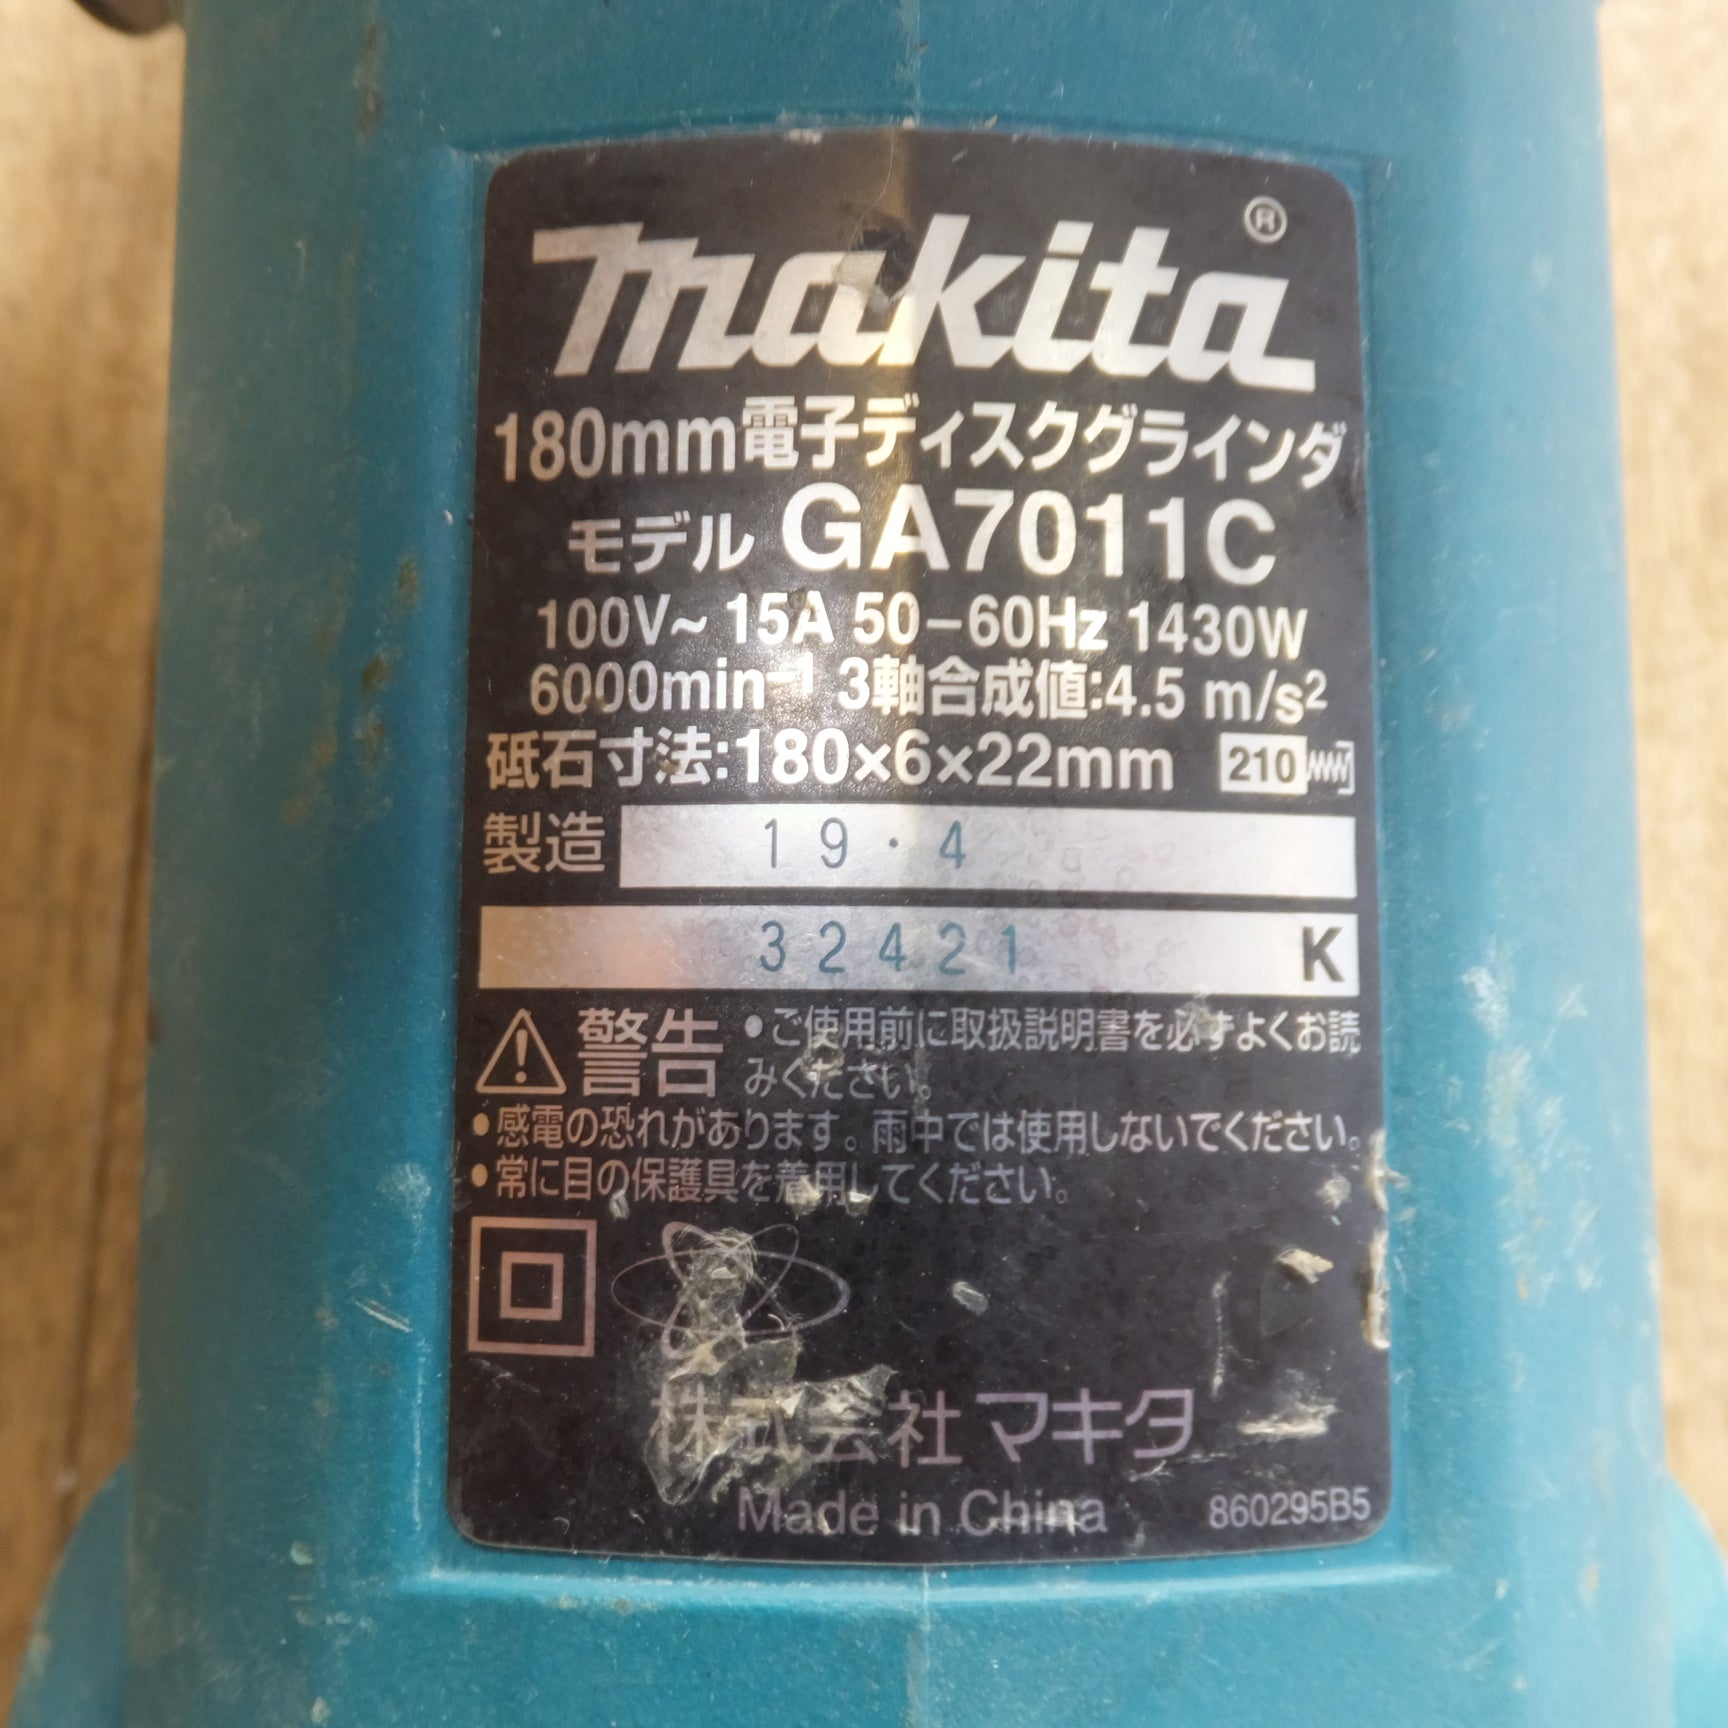 makita®
180mm電子ディスクグラインダ
モデル GA7011C
100V～ 15A 50－60Hz 1430W
6000min⁻¹ 3軸合成値:4.5 m/s²
砥石寸法:180×6×22mm 210
製造 19・4
32421 K
警告 •ご使用前に取扱説明書を必ずよくお読
みください。
•感電の恐れがあります。雨中では使用しないでください。
•常に目の保護具を着用してください。
株式会社マキタ
Made in China 860295B5